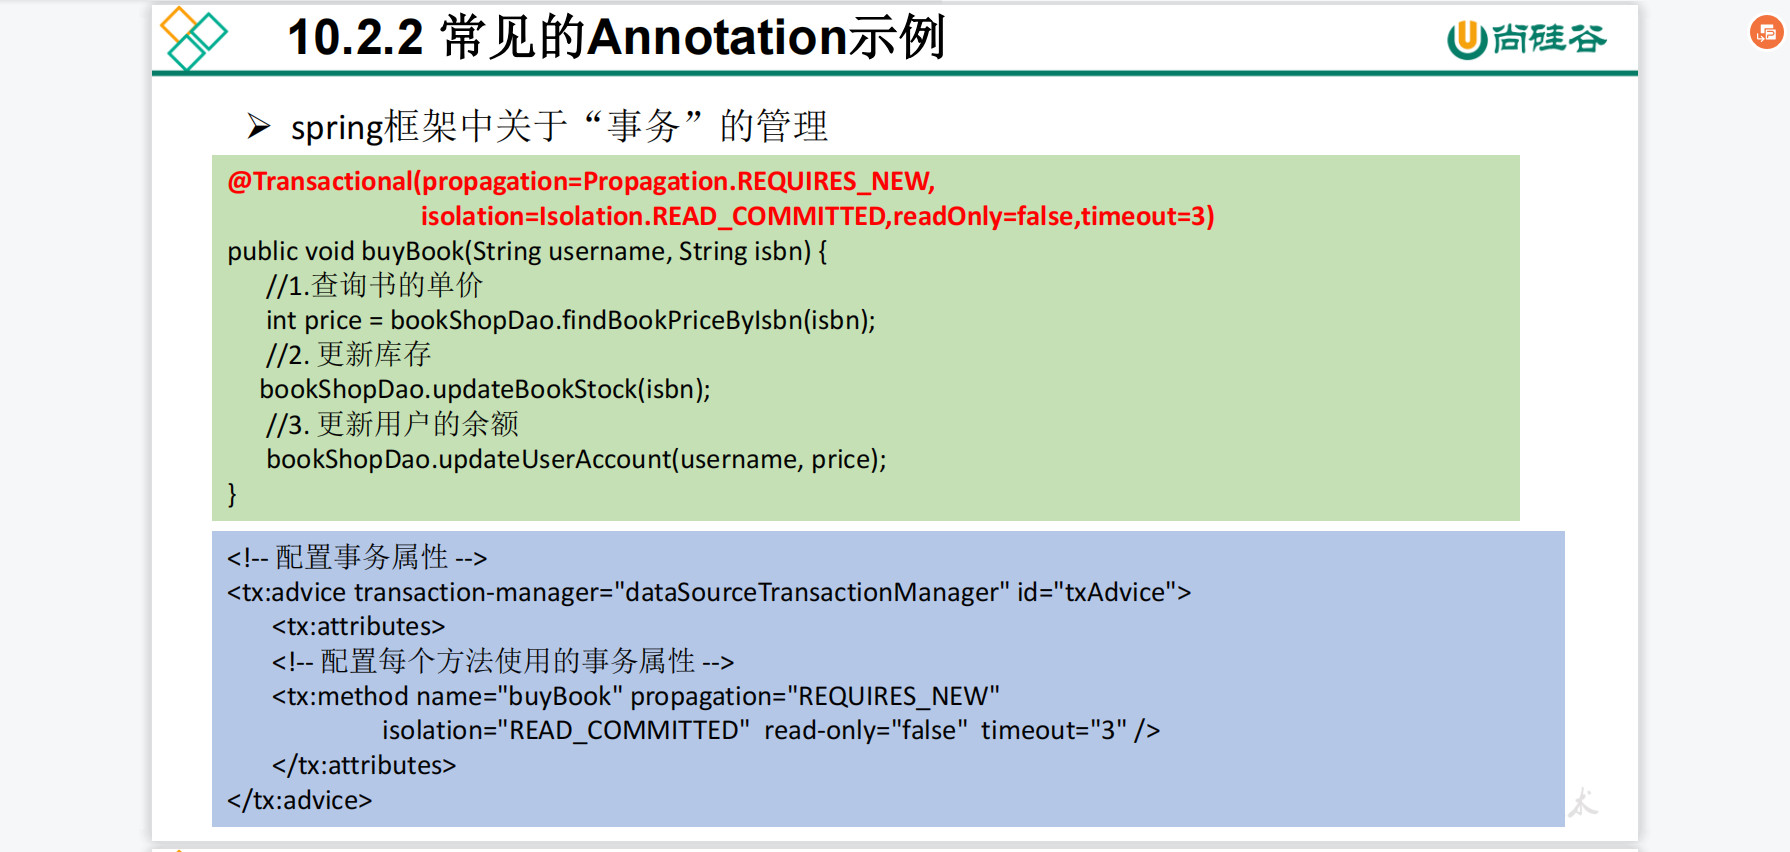 10.2.2 常见的Annotation示例
尚硅谷
spring框架中关于“事务”的管理
@Transactional(propagation=Propagation.REQUIRES_NEW,
isolation=Isolation.READ_COMMITTED,readOnly=false,timeout=3)
public void buyBook(String username, String isbn) {
//1.查询书的单价
int price = bookShopDao.findBookPriceByIsbn(isbn);
//2. 更新库存
bookShopDao.updateBookStock(isbn);
//3. 更新用户的余额
bookShopDao.updateUserAccount(username, price);
}
<!-- 配置事务属性 -->
<tx:advice transaction-manager="dataSourceTransactionManager" id="txAdvice">
<tx:attributes>
<!-- 配置每个方法使用的事务属性 -->
<tx:method name="buyBook" propagation="REQUIRES_NEW"
isolation="READ_COMMITTED" read-only="false" timeout="3" />
</tx:attributes>
</tx:advice>